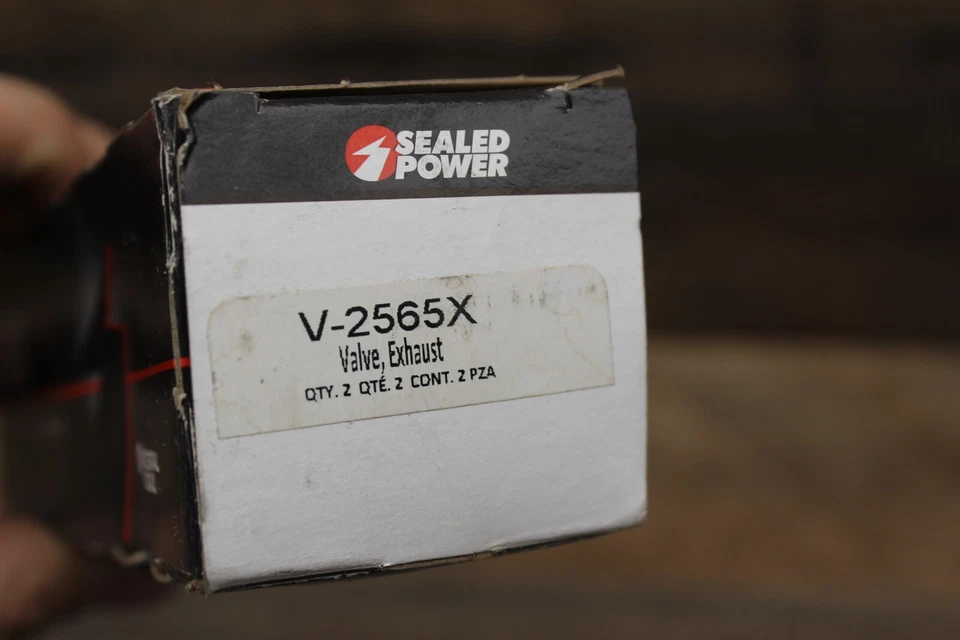 SEALED
POWER
V-2565X
Valve, Exhaust
QTY. 2 QTÉ. 2 CONT. 2 PZA